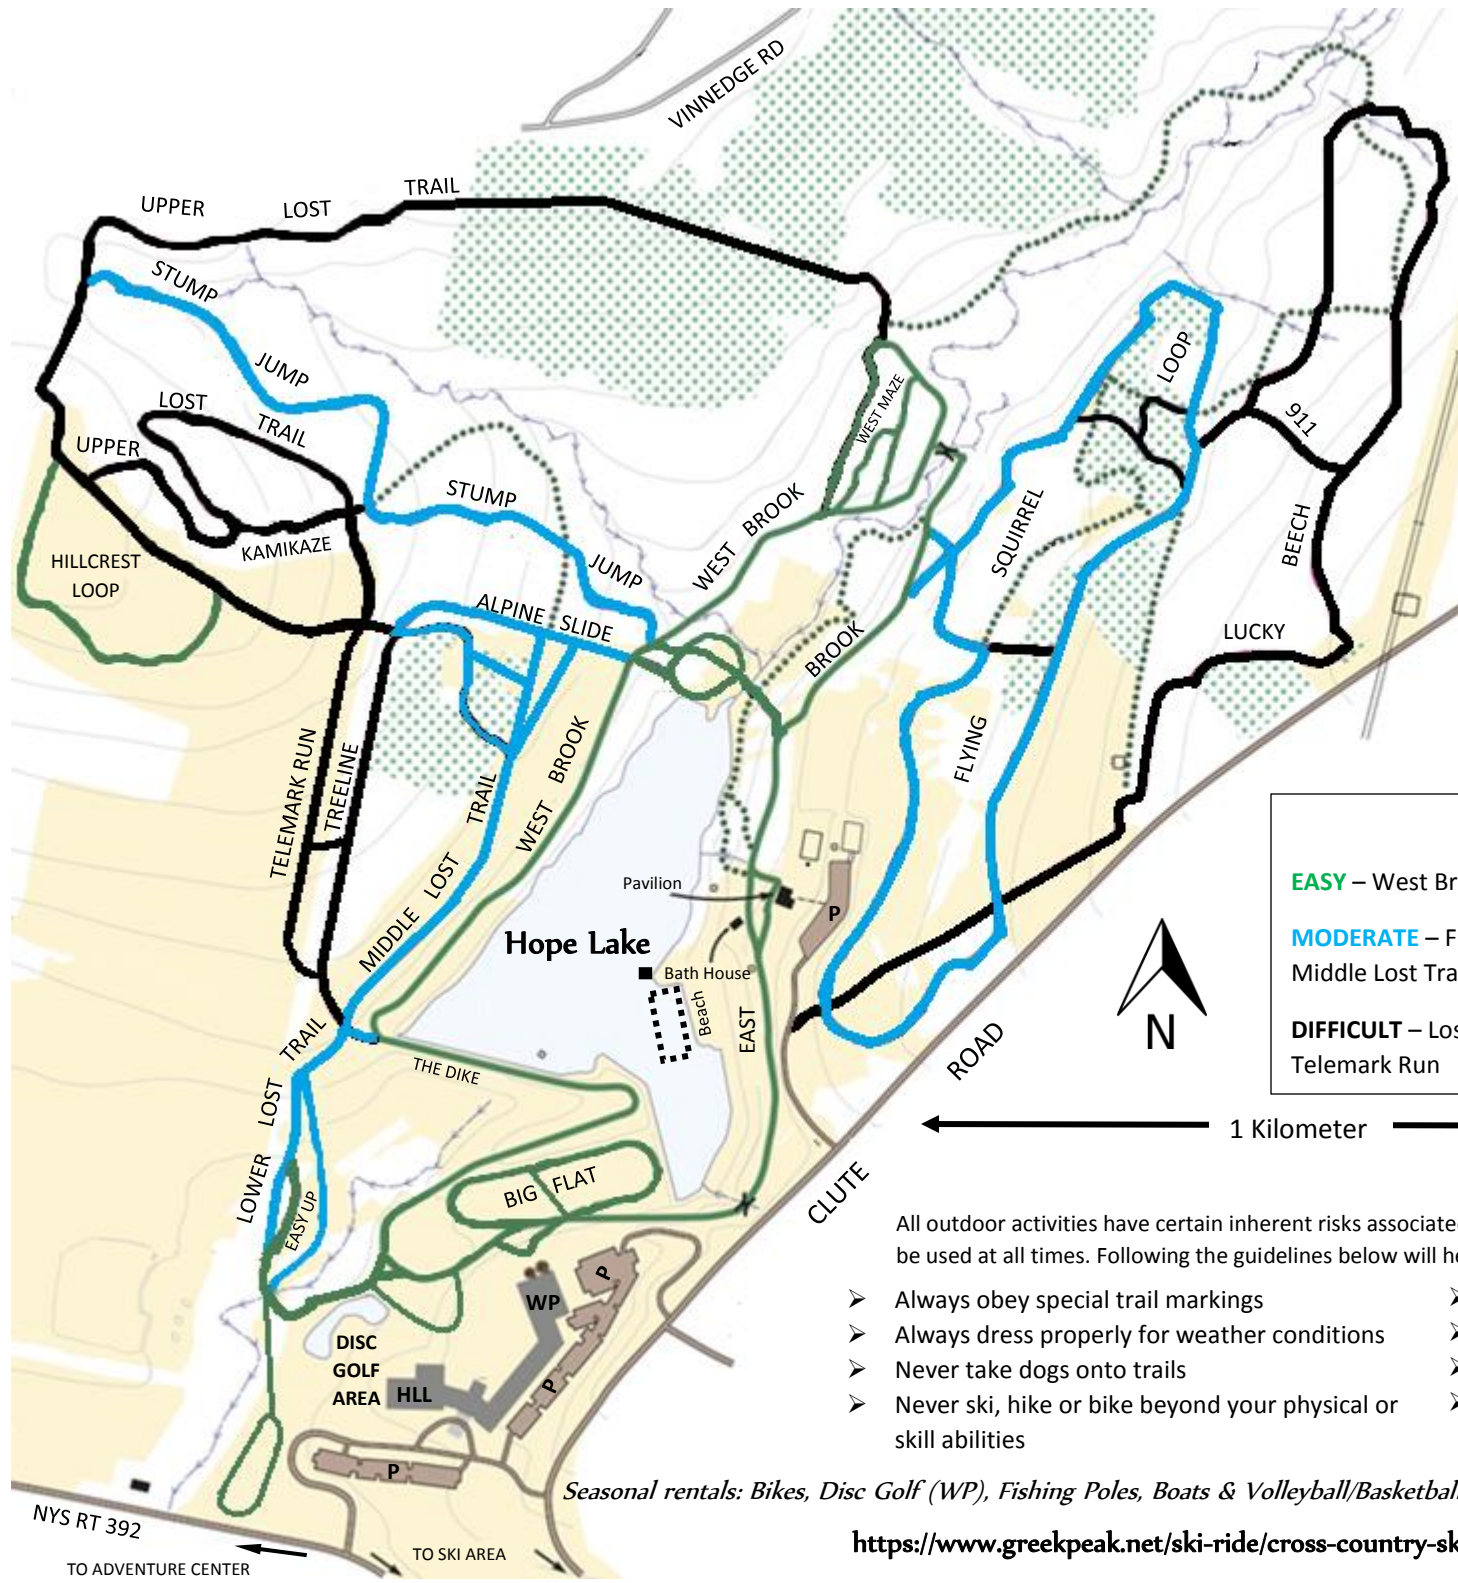 VINNEDGE RD
UPPER LOST TRAIL
STUMP
JUMP
LOST
TRAIL
UPPER
KAMIKAZE
HILLCREST
LOOP
STUMP
JUMP
ALPINE SLIDE
WEST BROOK
WEST MAZE
BROOK
SQUIRREL
LOOP
911
BEECH
LUCKY
FLYING
TELEMARK RUN
TREELINE
TRAIL
LOST
MIDDLE
WEST BROOK
Pavilion
P
Hope Lake
Bath House
Beach
EAST
N
ROAD
CLUTE
EASY – West Br
MODERATE – F
Middle Lost Tra
DIFFICULT – Los
Telemark Run
1 Kilometer
TRAIL
LOST
LOWER
EASY UP
THE DIKE
BIG FLAT
WP
P
P
P
DISC
GOLF
AREA
HLL
All outdoor activities have certain inherent risks associate
be used at all times. Following the guidelines below will he
➢ Always obey special trail markings
➢ Always dress properly for weather conditions
➢ Never take dogs onto trails
➢ Never ski, hike or bike beyond your physical or
skill abilities
Seasonal rentals: Bikes, Disc Golf (WP), Fishing Poles, Boats & Volleyball/Basketbal
https://www.greekpeak.net/ski-ride/cross-country-sk
NYS RT 392
TO ADVENTURE CENTER
TO SKI AREA